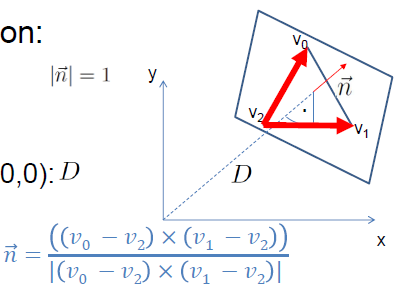 on:
|n⃗| = 1
y
v₀
n⃗
v₂
v₁
0,0): D
D
x
n⃗ = ((v₀ − v₂) × (v₁ − v₂)) / |(v₀ − v₂) × (v₁ − v₂)|